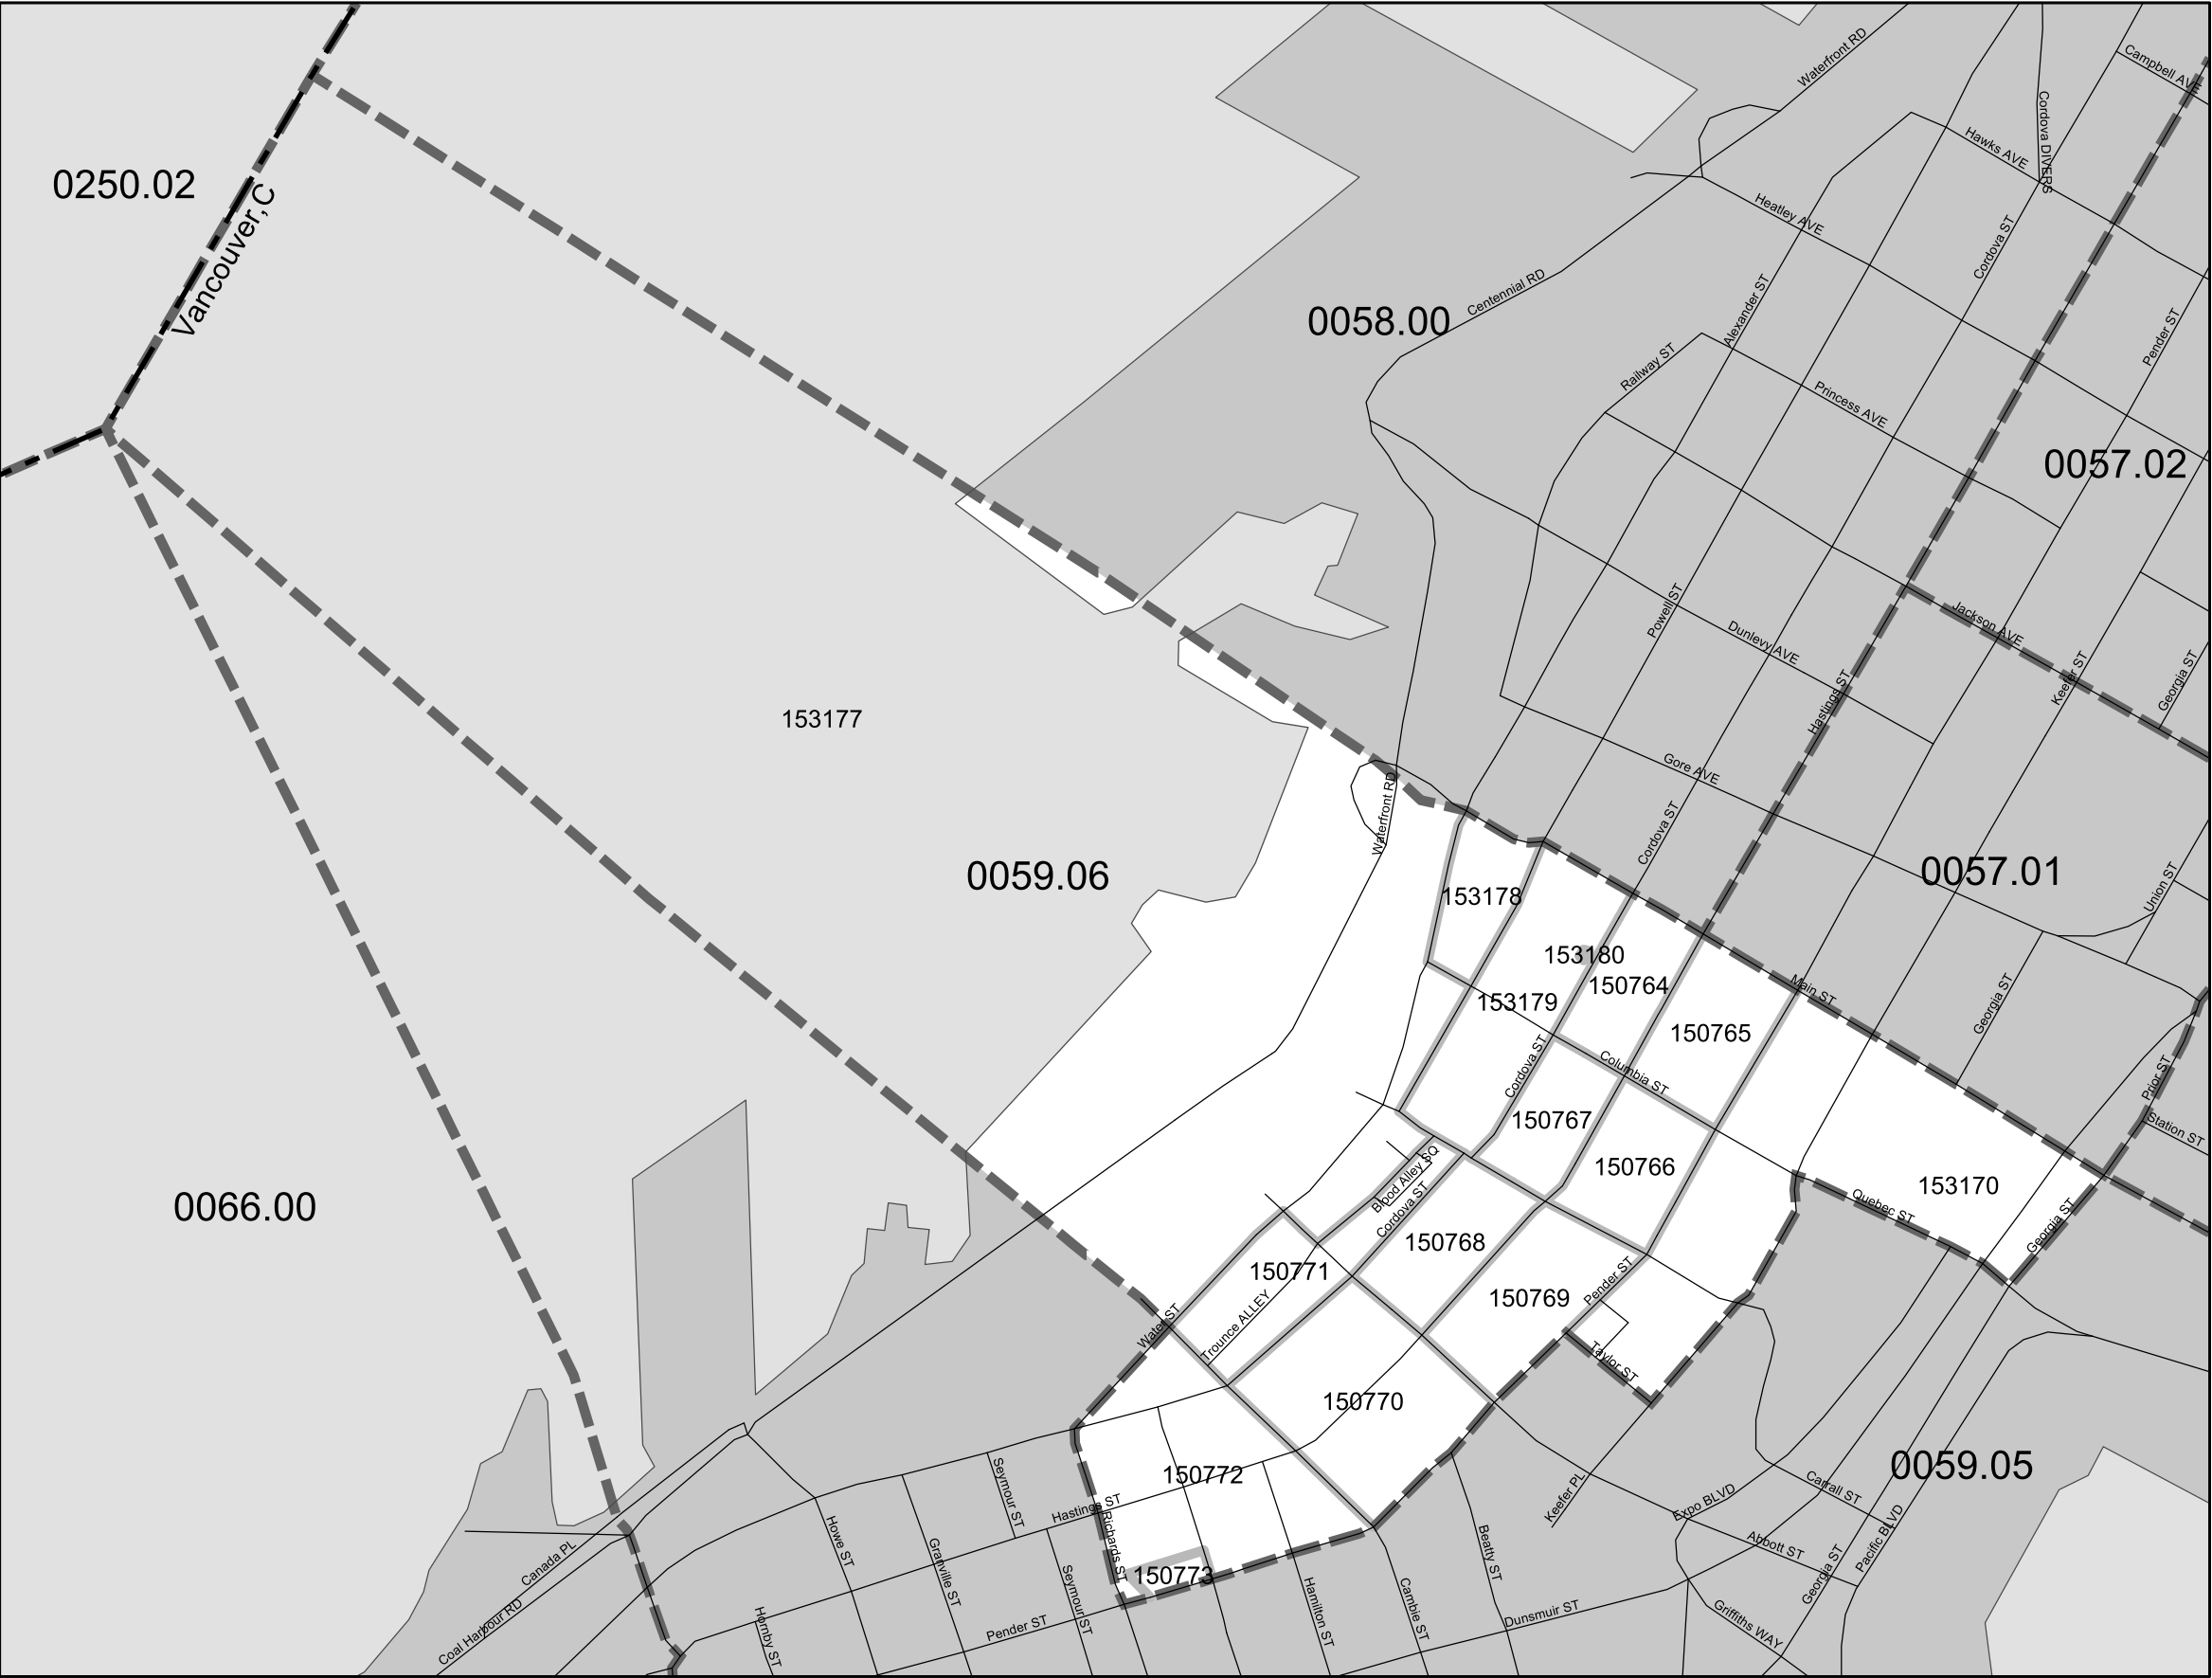 Campbell AVE
Waterfront RD
Cordova DIVERS
Hawks AVE
0250.02
Vancouver,C
Heatley AVE
Cordova ST
Centennial RD
Alexander ST
0058.00
Pender ST
Railway ST
Princess AVE
0057.02
Powell ST
Jackson AVE
Dunlevy AVE
Keefer ST
Georgia ST
Hastings ST
153177
Gore AVE
Waterfront RD
Cordova ST
0059.06
0057.01
Union ST
153178
153180
150764
Main ST
153179
Georgia ST
150765
Columbia ST
Cordova ST
Prior ST
150767
Station ST
150766
Blood Alley SQ
153170
0066.00
Cordova ST
Quebec ST
Georgia ST
150768
150771
Pender ST
150769
Water ST
Trounce ALLEY
Taylor ST
150770
0059.05
150772
Seymour ST
Hastings ST
Carrall ST
Keefer PL
Expo BLVD
Richards ST
Howe ST
Granville ST
Beatty ST
Abbott ST
Pacific BLVD
Canada PL
150773
Georgia ST
Seymour ST
Hamilton ST
Cambie ST
Coal Harbour RD
Hornby ST
Pender ST
Dunsmuir ST
Griffiths WAY